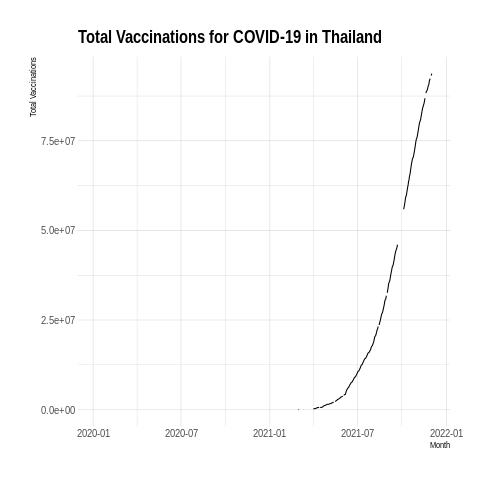 Total Vaccinations for COVID-19 in Thailand
Total Vaccinations
7.5e+07
5.0e+07
2.5e+07
0.0e+00
2020-01 2020-07 2021-01 2021-07 2022-01
Month